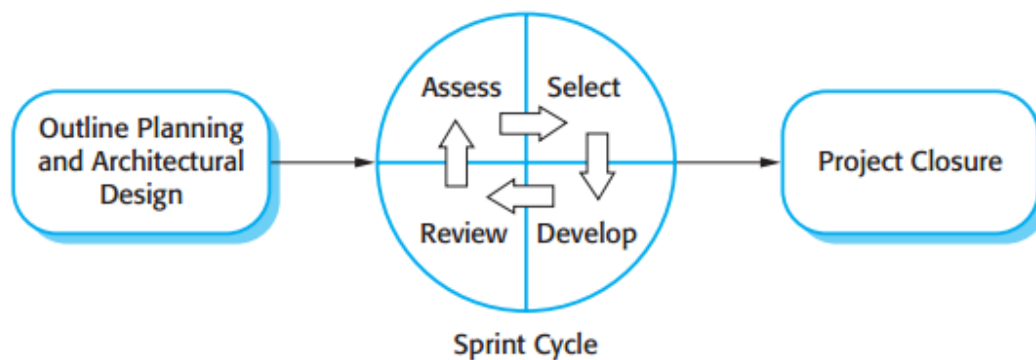 Outline Planning
and Architectural
Design
Assess
Select
Review
Develop
Sprint Cycle
Project Closure